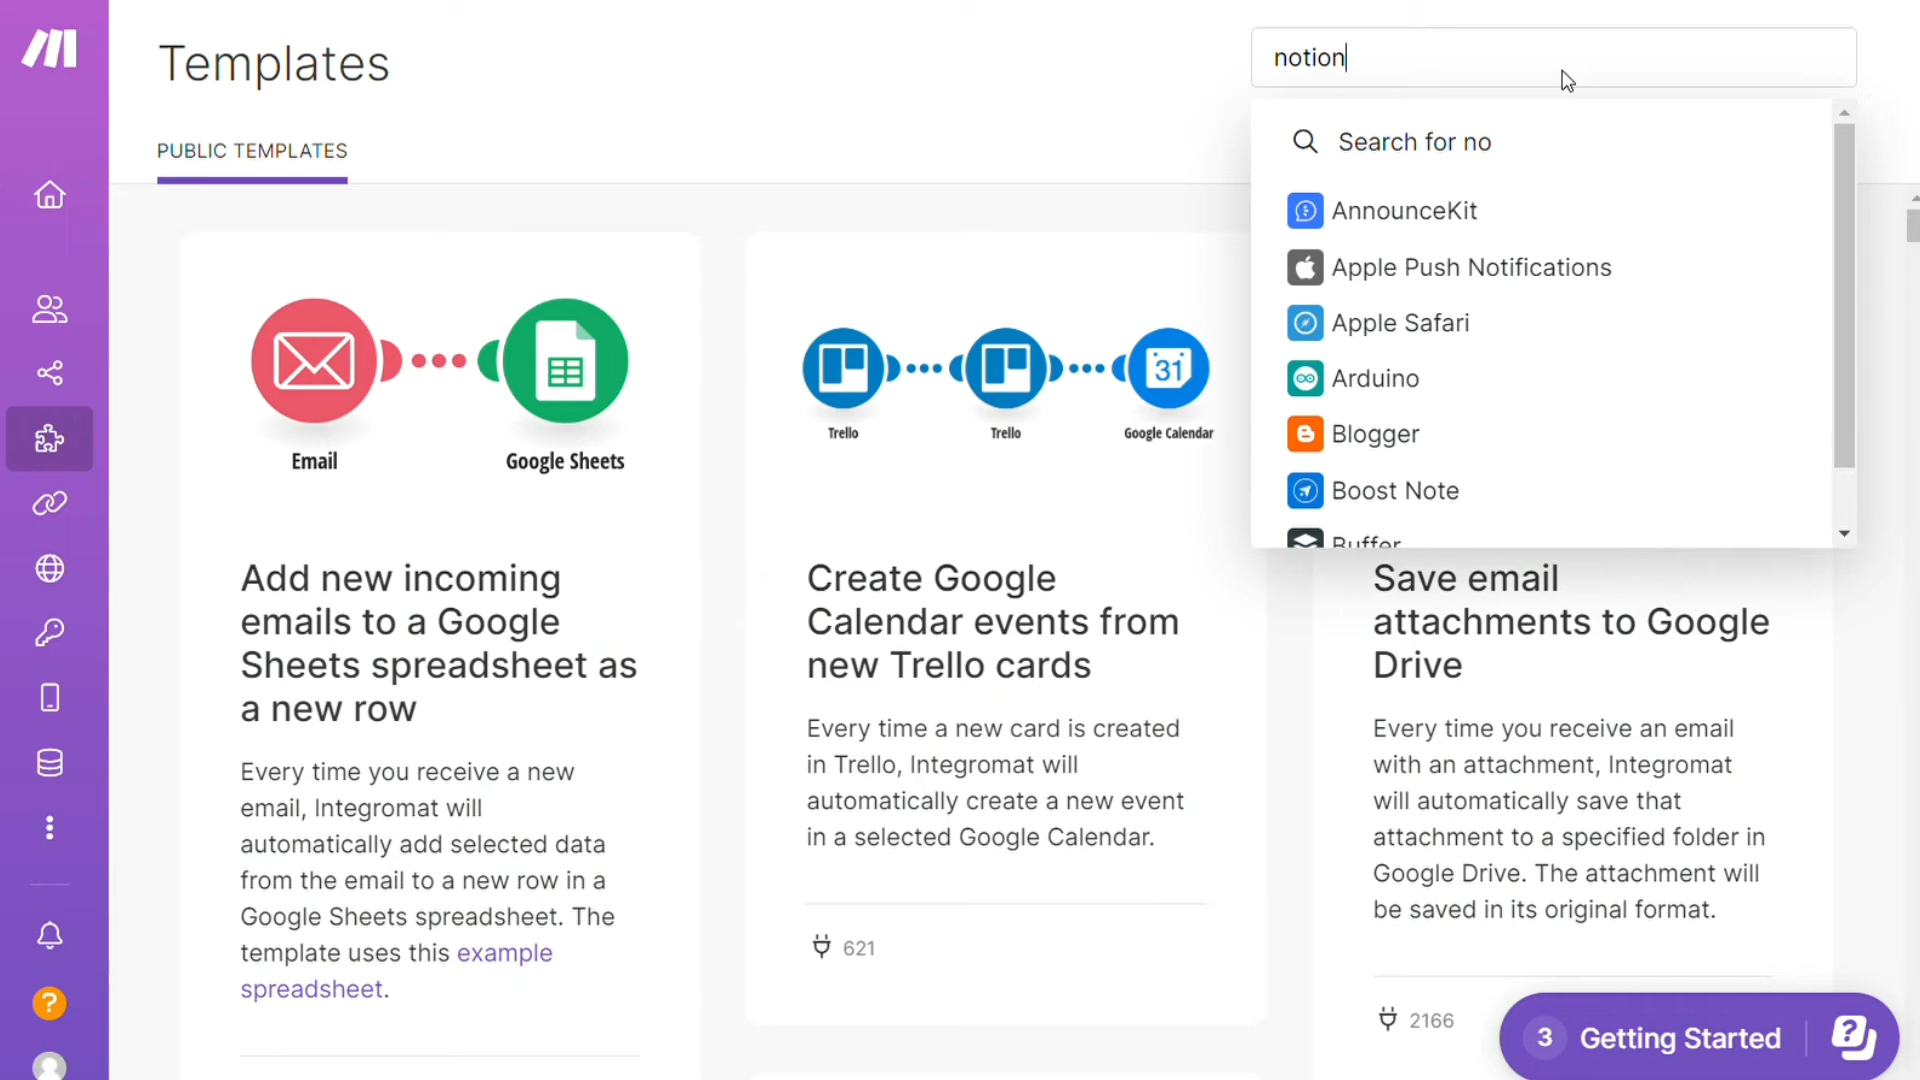 Templates
notion
PUBLIC TEMPLATES
Search for no
AnnounceKit
Apple Push Notifications
Apple Safari
Arduino
Blogger
Boost Note
Buffer
Email
Google Sheets
Add new incoming
emails to a Google
Sheets spreadsheet as
a new row
Every time you receive a new
email, Integromat will
automatically add selected data
from the email to a new row in a
Google Sheets spreadsheet. The
template uses this example
spreadsheet.
Trello
Trello
31
Google Calendar
Create Google
Calendar events from
new Trello cards
Every time a new card is created
in Trello, Integromat will
automatically create a new event
in a selected Google Calendar.
621
Save email
attachments to Google
Drive
Every time you receive an email
with an attachment, Integromat
will automatically save that
attachment to a specified folder in
Google Drive. The attachment will
be saved in its original format.
2166
?
3 Getting Started ?